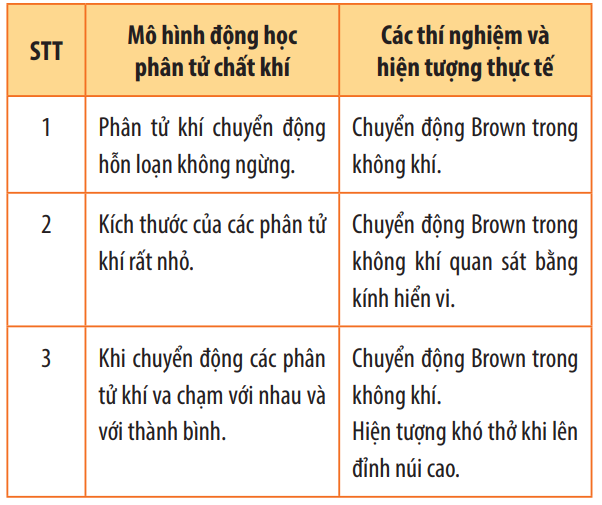 STT
Mô hình động học
phân tử chất khí
Các thí nghiệm và
hiện tượng thực tế
1
Phân tử khí chuyển động
hỗn loạn không ngừng.
Chuyển động Brown trong
không khí.
2
Kích thước của các phân tử
khí rất nhỏ.
Chuyển động Brown trong
không khí quan sát bằng
kính hiển vi.
3
Khi chuyển động các phân
tử khí va chạm với nhau và
với thành bình.
Chuyển động Brown trong
không khí.
Hiện tượng khó thở khi lên
đỉnh núi cao.